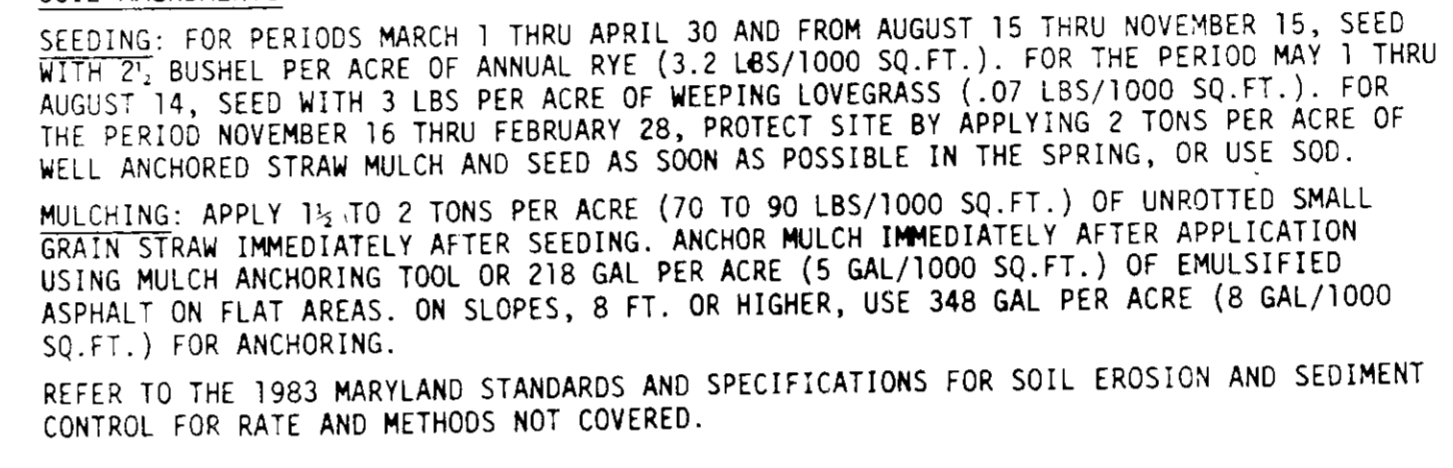 SEEDING: FOR PERIODS MARCH 1 THRU APRIL 30 AND FROM AUGUST 15 THRU NOVEMBER 15, SEED
WITH 2½ BUSHEL PER ACRE OF ANNUAL RYE (3.2 LBS/1000 SQ.FT.). FOR THE PERIOD MAY 1 THRU
AUGUST 14, SEED WITH 3 LBS PER ACRE OF WEEPING LOVEGRASS (.07 LBS/1000 SQ.FT.). FOR
THE PERIOD NOVEMBER 16 THRU FEBRUARY 28, PROTECT SITE BY APPLYING 2 TONS PER ACRE OF
WELL ANCHORED STRAW MULCH AND SEED AS SOON AS POSSIBLE IN THE SPRING, OR USE SOD.
MULCHING: APPLY 1½ TO 2 TONS PER ACRE (70 TO 90 LBS/1000 SQ.FT.) OF UNROTTED SMALL
GRAIN STRAW IMMEDIATELY AFTER SEEDING. ANCHOR MULCH IMMEDIATELY AFTER APPLICATION
USING MULCH ANCHORING TOOL OR 218 GAL PER ACRE (5 GAL/1000 SQ.FT.) OF EMULSIFIED
ASPHALT ON FLAT AREAS. ON SLOPES, 8 FT. OR HIGHER, USE 348 GAL PER ACRE (8 GAL/1000
SQ.FT.) FOR ANCHORING.
REFER TO THE 1983 MARYLAND STANDARDS AND SPECIFICATIONS FOR SOIL EROSION AND SEDIMENT
CONTROL FOR RATE AND METHODS NOT COVERED.